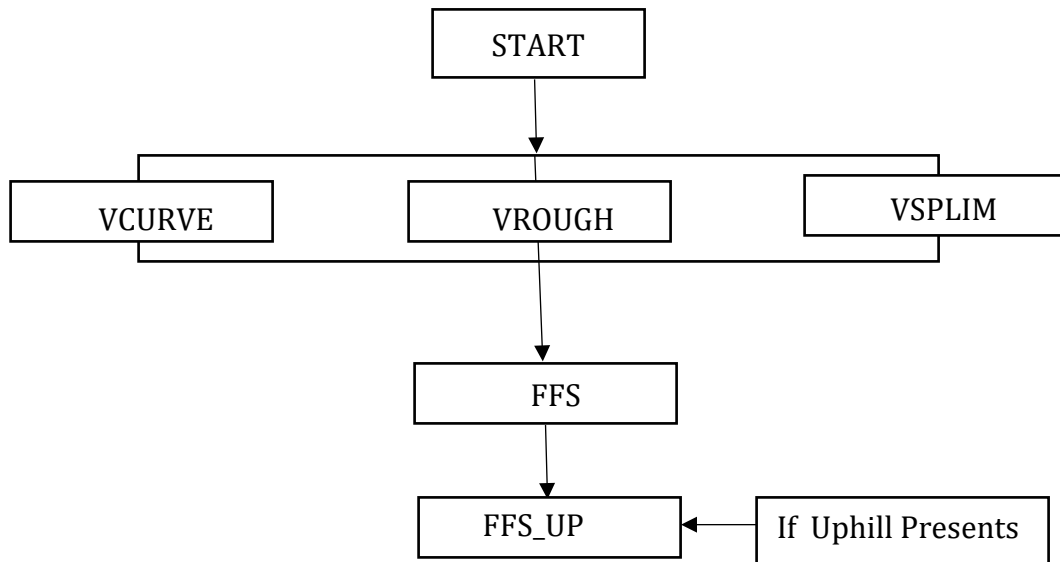 START
VCURVE
VROUGH
VSPLIM
FFS
FFS_UP
If Uphill Presents